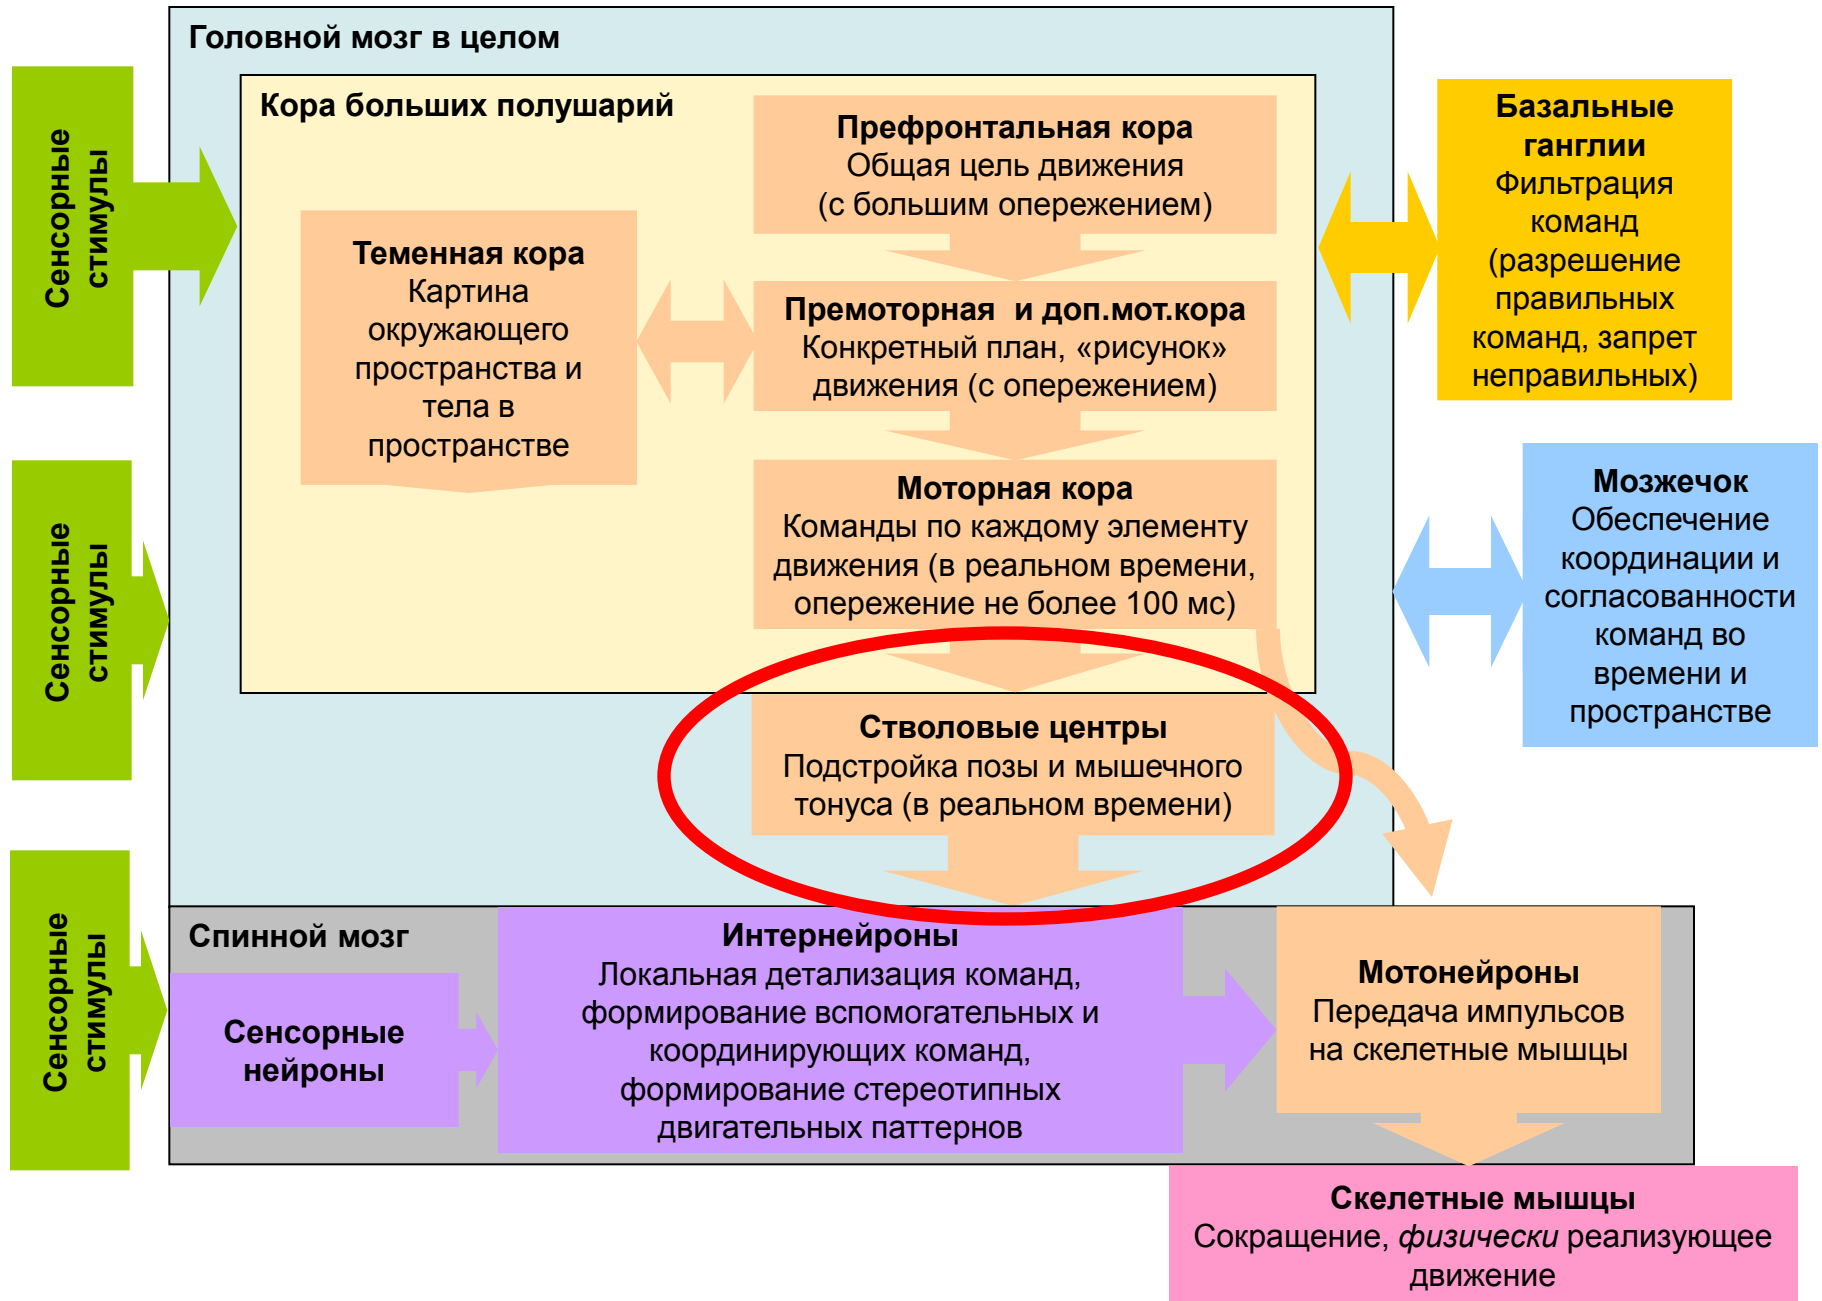 Головной мозг в целом
Сенсорные
стимулы
Кора больших полушарий
Префронтальная кора
Общая цель движения
(с большим опережением)
Базальные
ганглии
Фильтрация
команд
(разрешение
правильных
команд, запрет
неправильных)
Теменная кора
Картина
окружающего
пространства и
тела в
пространстве
Премоторная и доп.мот.кора
Конкретный план, «рисунок»
движения (с опережением)
Сенсорные
стимулы
Моторная кора
Команды по каждому элементу
движения (в реальном времени,
опережение не более 100 мс)
Мозжечок
Обеспечение
координации и
согласованности
команд во
времени и
пространстве
Стволовые центры
Подстройка позы и мышечного
тонуса (в реальном времени)
Сенсорные
стимулы
Спинной мозг
Сенсорные
нейроны
Интернейроны
Локальная детализация команд,
формирование вспомогательных и
координирующих команд,
формирование стереотипных
двигательных паттернов
Мотонейроны
Передача импульсов
на скелетные мышцы
Скелетные мышцы
Сокращение, физически реализующее
движение